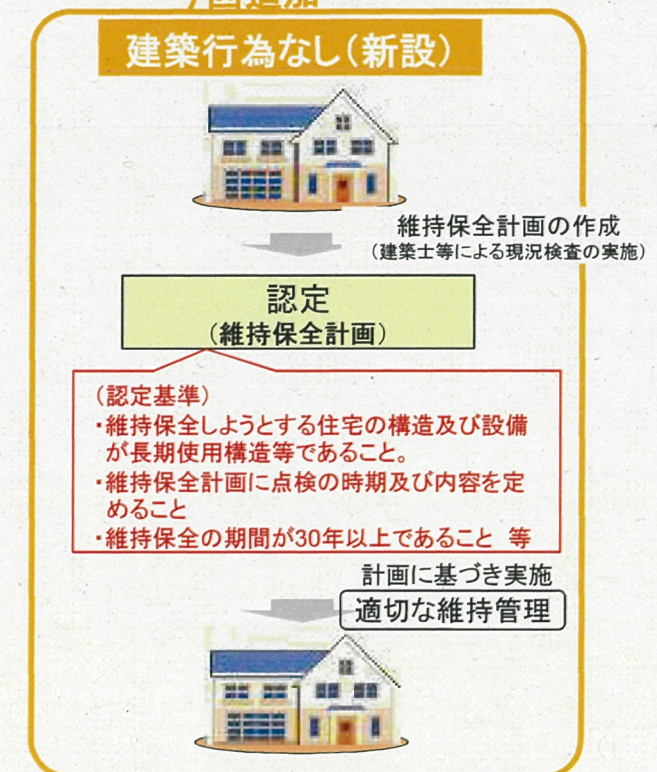 建築行為なし(新設)
維持保全計画の作成
(建築士等による現況検査の実施)
認定
(維持保全計画)
(認定基準)
・維持保全しようとする住宅の構造及び設備
が長期使用構造等であること。
・維持保全計画に点検の時期及び内容を定
めること
・維持保全の期間が30年以上であること 等
計画に基づき実施
適切な維持管理